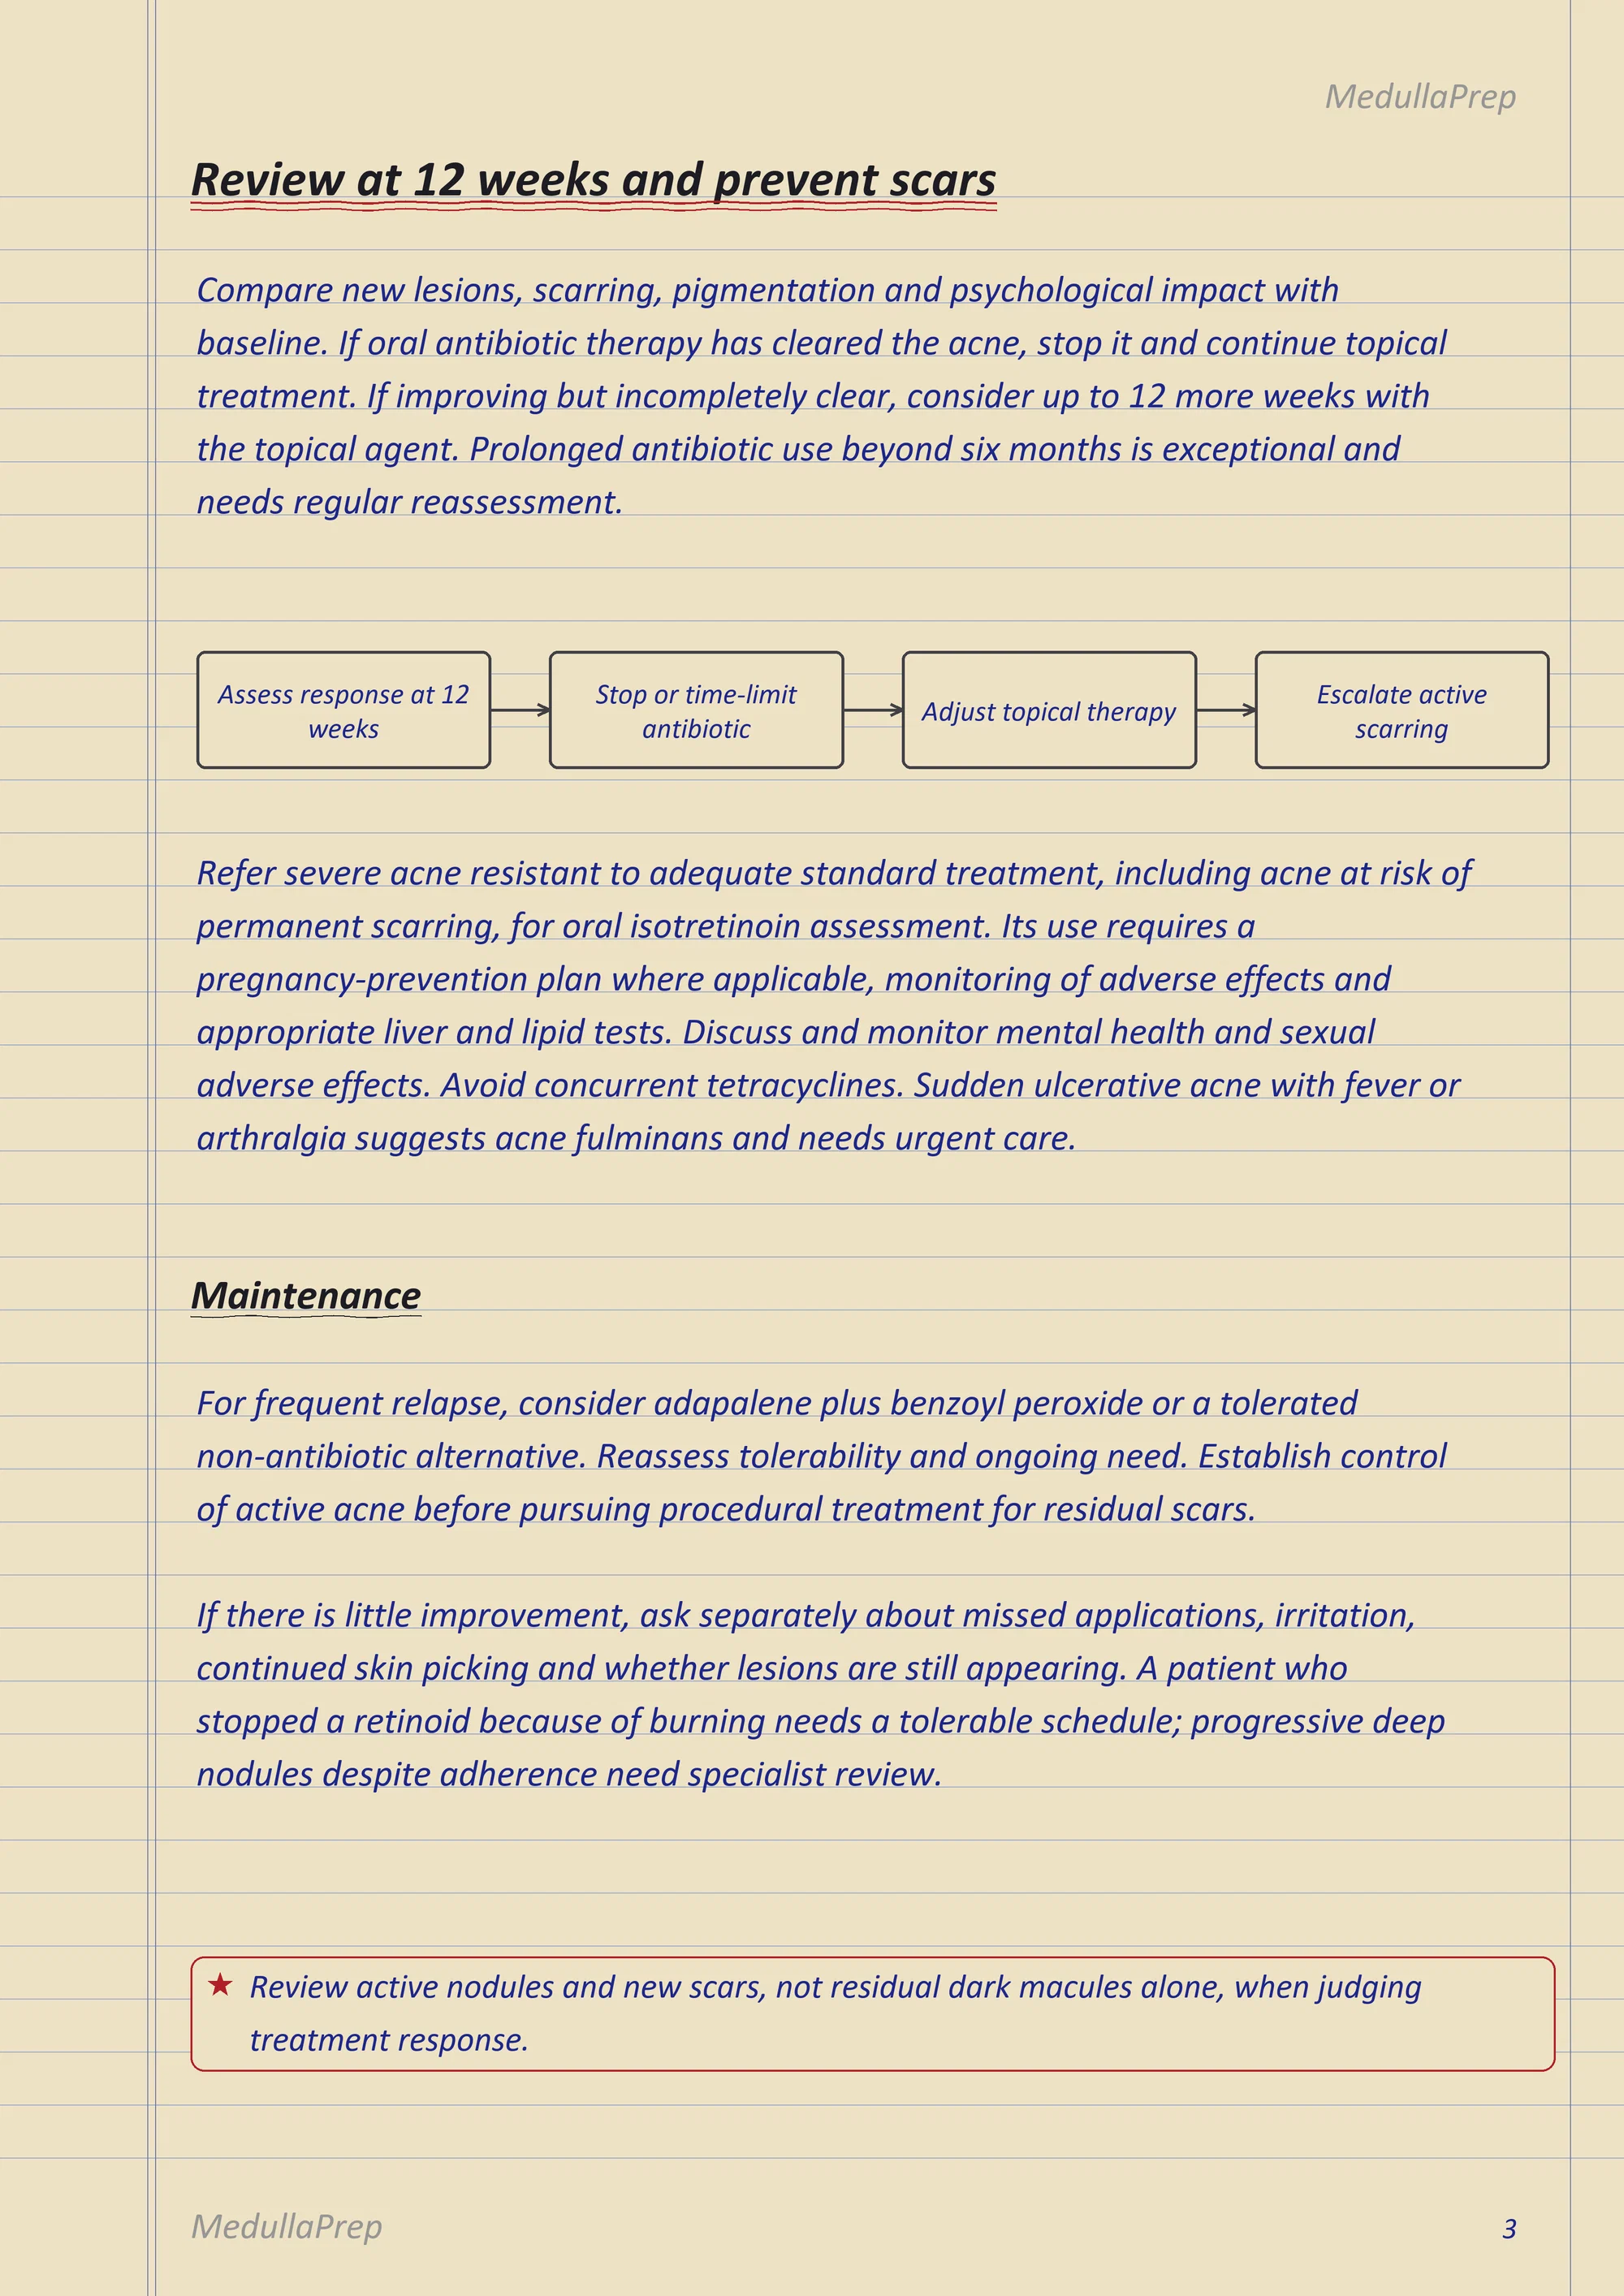 MedullaPrep
Review at 12 weeks and prevent scars
Compare new lesions, scarring, pigmentation and psychological impact with
baseline. If oral antibiotic therapy has cleared the acne, stop it and continue topical
treatment. If improving but incompletely clear, consider up to 12 more weeks with
the topical agent. Prolonged antibiotic use beyond six months is exceptional and
needs regular reassessment.
Assess response at 12
weeks
Stop or time-limit
antibiotic
Adjust topical therapy
Escalate active
scarring
Refer severe acne resistant to adequate standard treatment, including acne at risk of
permanent scarring, for oral isotretinoin assessment. Its use requires a
pregnancy-prevention plan where applicable, monitoring of adverse effects and
appropriate liver and lipid tests. Discuss and monitor mental health and sexual
adverse effects. Avoid concurrent tetracyclines. Sudden ulcerative acne with fever or
arthralgia suggests acne fulminans and needs urgent care.
Maintenance
For frequent relapse, consider adapalene plus benzoyl peroxide or a tolerated
non-antibiotic alternative. Reassess tolerability and ongoing need. Establish control
of active acne before pursuing procedural treatment for residual scars.
If there is little improvement, ask separately about missed applications, irritation,
continued skin picking and whether lesions are still appearing. A patient who
stopped a retinoid because of burning needs a tolerable schedule; progressive deep
nodules despite adherence need specialist review.
★ Review active nodules and new scars, not residual dark macules alone, when judging
treatment response.
MedullaPrep
3